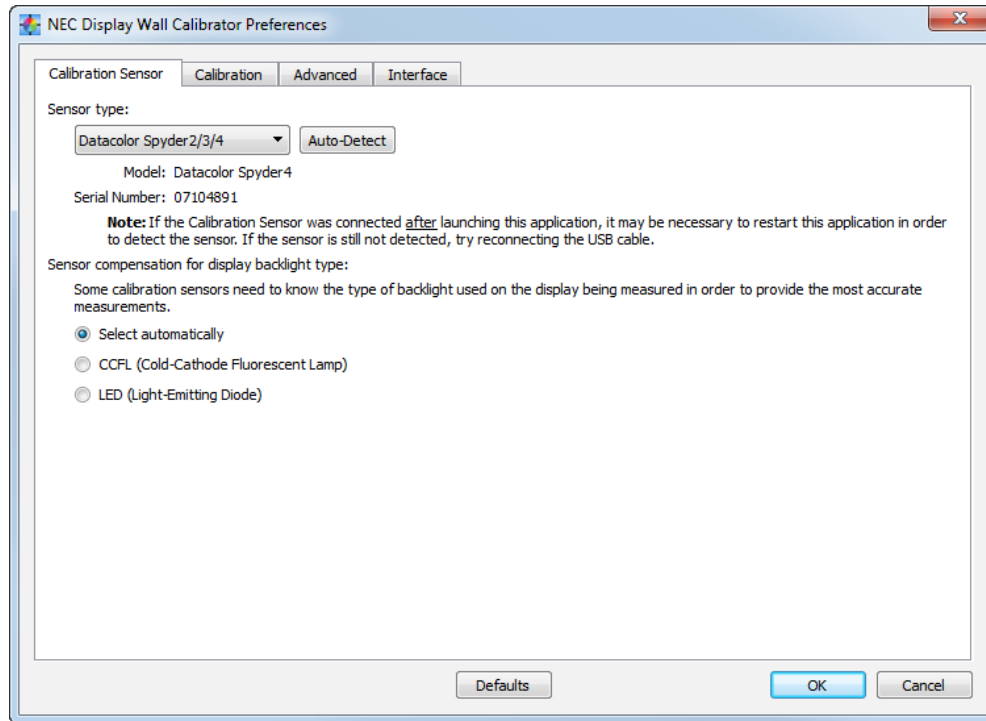 NEC Display Wall Calibrator Preferences
X
Calibration Sensor
Calibration
Advanced
Interface
Sensor type:
Datacolor Spyder2/3/4
Auto-Detect
Model: Datacolor Spyder4
Serial Number: 07104891
Note: If the Calibration Sensor was connected after launching this application, it may be necessary to restart this application in order
to detect the sensor. If the sensor is still not detected, try reconnecting the USB cable.
Sensor compensation for display backlight type:
Some calibration sensors need to know the type of backlight used on the display being measured in order to provide the most accurate
measurements.
Select automatically
CCFL (Cold-Cathode Fluorescent Lamp)
LED (Light-Emitting Diode)
Defaults
OK
Cancel